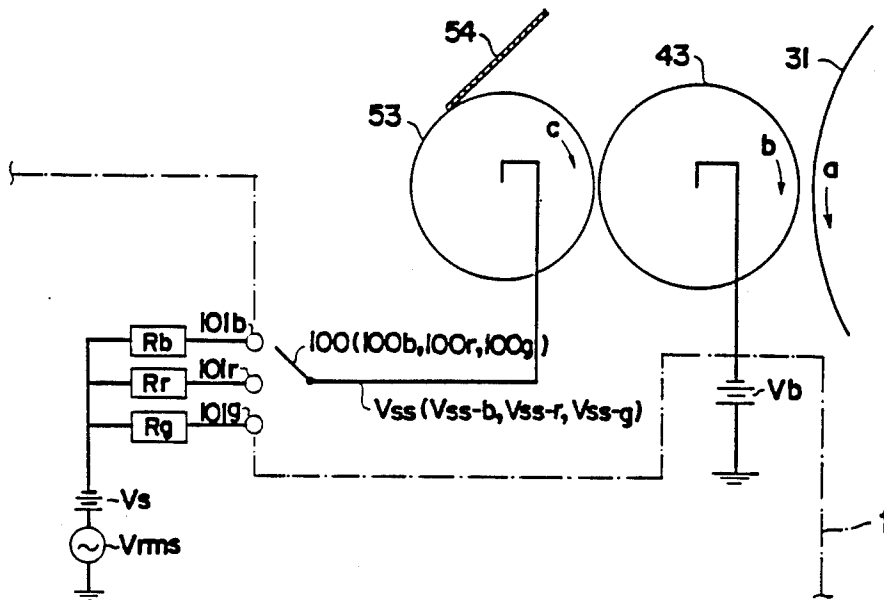 54
43
31
53
c
b
a
101b
Rb
100(100b,100r,100g)
101r
Rr
Vss(Vss-b,Vss-r,Vss-g)
Vb
101g
Rg
Vs
Vrms